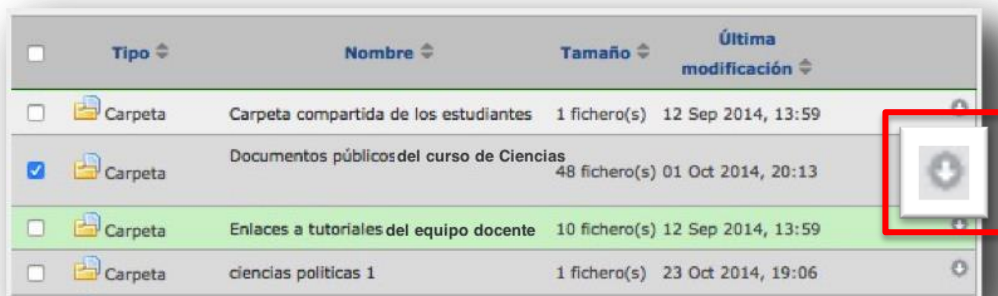 Tipo Nombre Tamaño Última modificación
Carpeta Carpeta compartida de los estudiantes 1 fichero(s) 12 Sep 2014, 13:59
Carpeta Documentos públicos del curso de Ciencias 48 fichero(s) 01 Oct 2014, 20:13
Carpeta Enlaces a tutoriales del equipo docente 10 fichero(s) 12 Sep 2014, 13:59
Carpeta ciencias politicas 1 1 fichero(s) 23 Oct 2014, 19:06